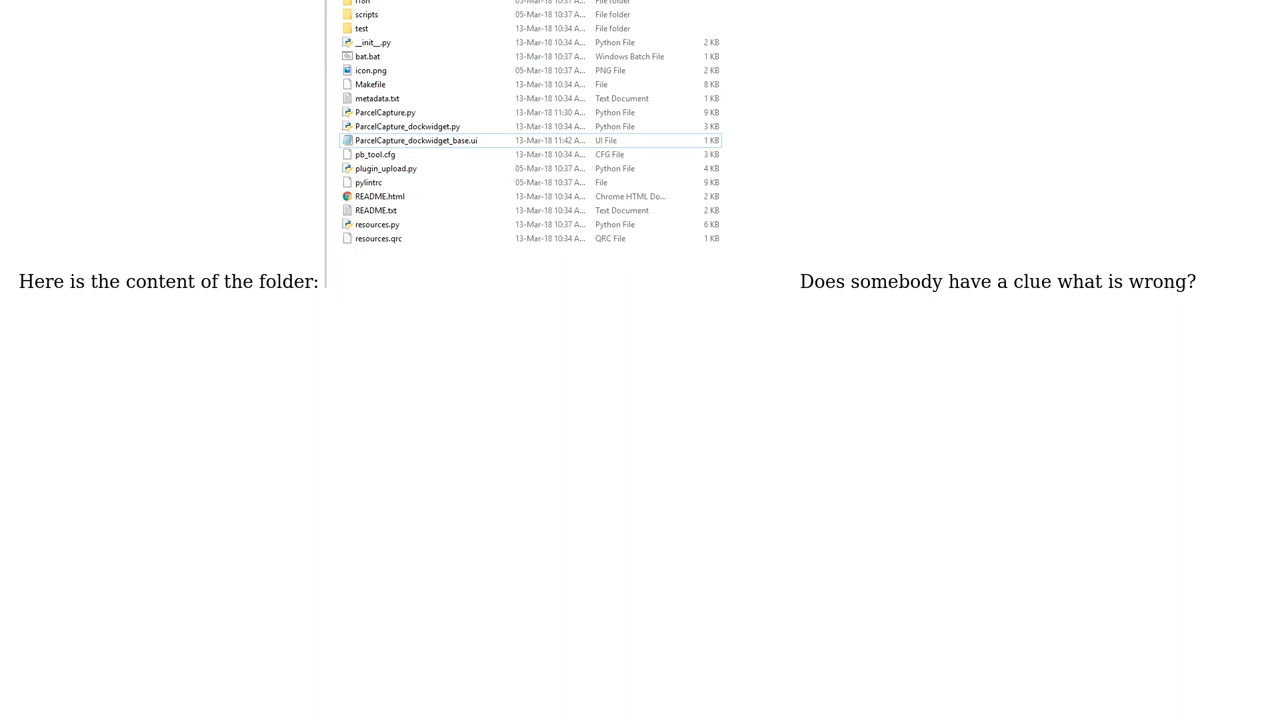 scripts 05-Mar-18 10:37 A... File folder
test 13-Mar-18 10:34 A... File folder
__init__.py 13-Mar-18 10:34 A... Python File 2 KB
bat.bat 13-Mar-18 10:37 A... Windows Batch File 1 KB
icon.png 05-Mar-18 10:37 A... PNG File 2 KB
Makefile 13-Mar-18 10:34 A... File 8 KB
metadata.txt 13-Mar-18 10:34 A... Text Document 1 KB
ParcelCapture.py 13-Mar-18 11:30 A... Python File 9 KB
ParcelCapture_dockwidget.py 13-Mar-18 10:34 A... Python File 3 KB
ParcelCapture_dockwidget_base.ui 13-Mar-18 11:42 A... UI File 1 KB
pb_tool.cfg 13-Mar-18 10:34 A... CFG File 3 KB
plugin_upload.py 05-Mar-18 10:37 A... Python File 4 KB
pylintrc 05-Mar-18 10:37 A... File 9 KB
README.html 13-Mar-18 10:34 A... Chrome HTML Do... 2 KB
README.txt 13-Mar-18 10:34 A... Text Document 2 KB
resources.py 13-Mar-18 10:37 A... Python File 6 KB
resources.qrc 13-Mar-18 10:34 A... QRC File 1 KB
Here is the content of the folder: Does somebody have a clue what is wrong?